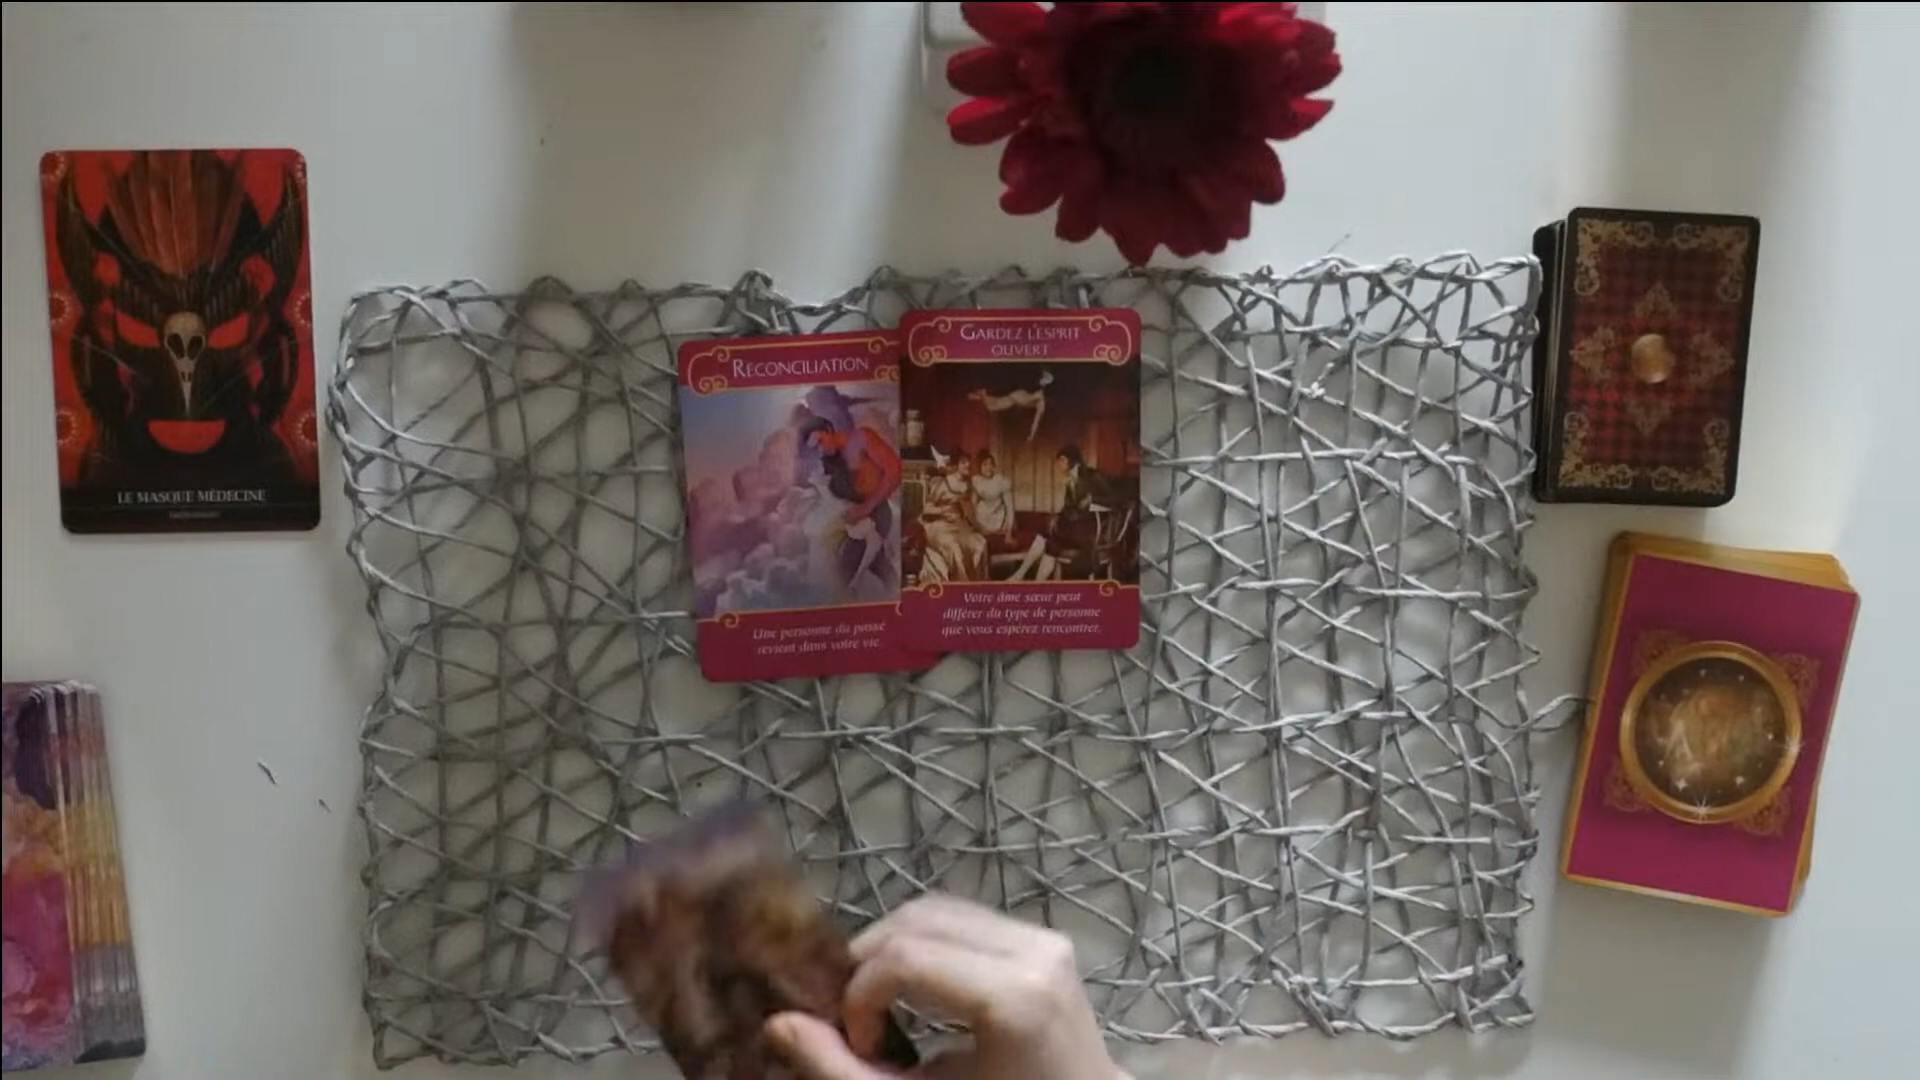 LE MASQUE MÉDECINE
RÉCONCILIATION
Une personne du passé
revient dans votre vie.
GARDEZ L'ESPRIT
OUVERT
Votre âme sœur peut
différer du type de personne
que vous espérez rencontrer.